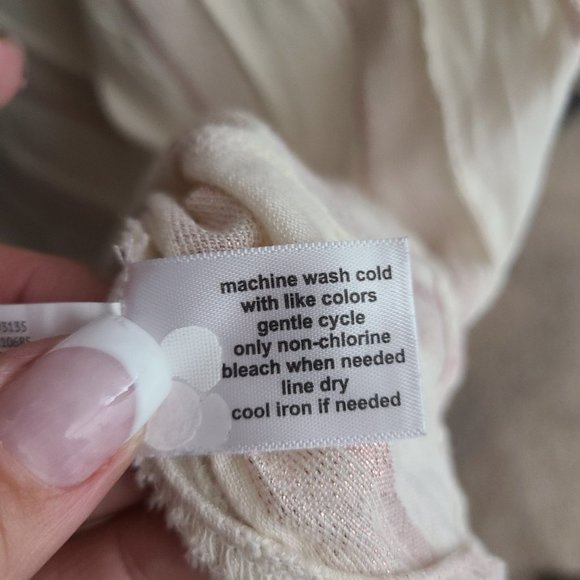 machine wash cold
with like colors
gentle cycle
only non-chlorine
bleach when needed
line dry
cool iron if needed